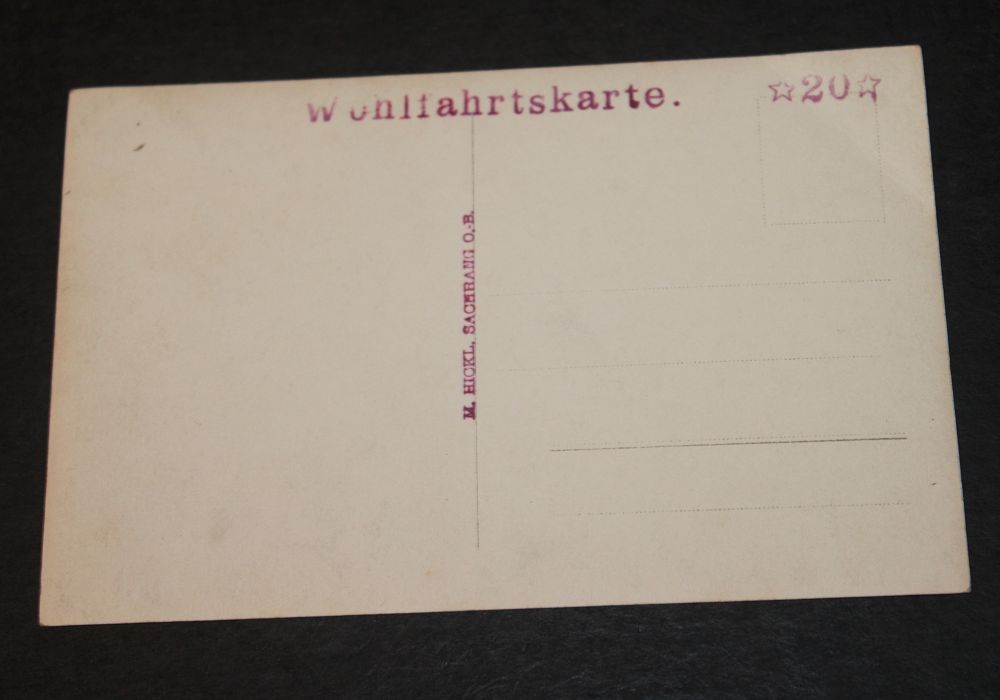 Wohlfahrtskarte.
☆20☆
M. HICKL, SACHRANG O.-B.